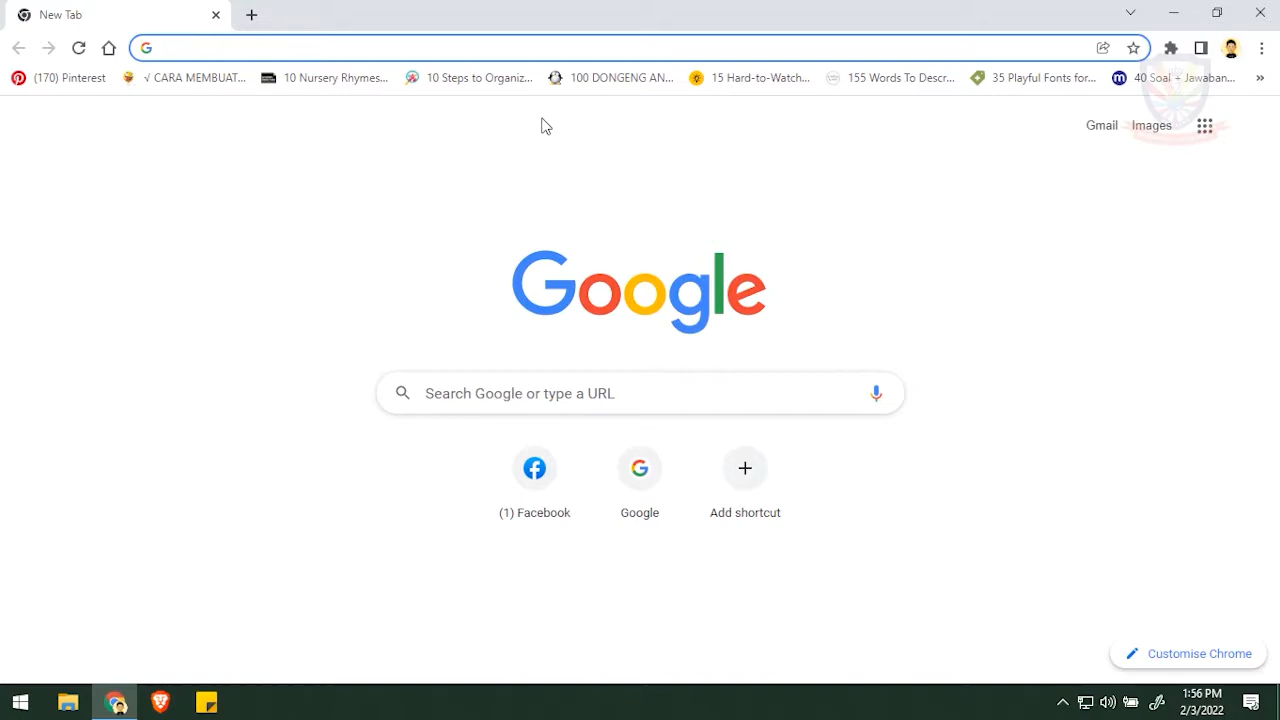 New Tab
(170) Pinterest
√ CARA MEMBUAT...
10 Nursery Rhymes...
10 Steps to Organiz...
100 DONGENG AN...
15 Hard-to-Watch...
155 Words To Descr...
35 Playful Fonts for...
40 Soal + Jawaban...
Gmail
Images
Google
Search Google or type a URL
(1) Facebook
Google
Add shortcut
Customise Chrome
1:56 PM
2/3/2022